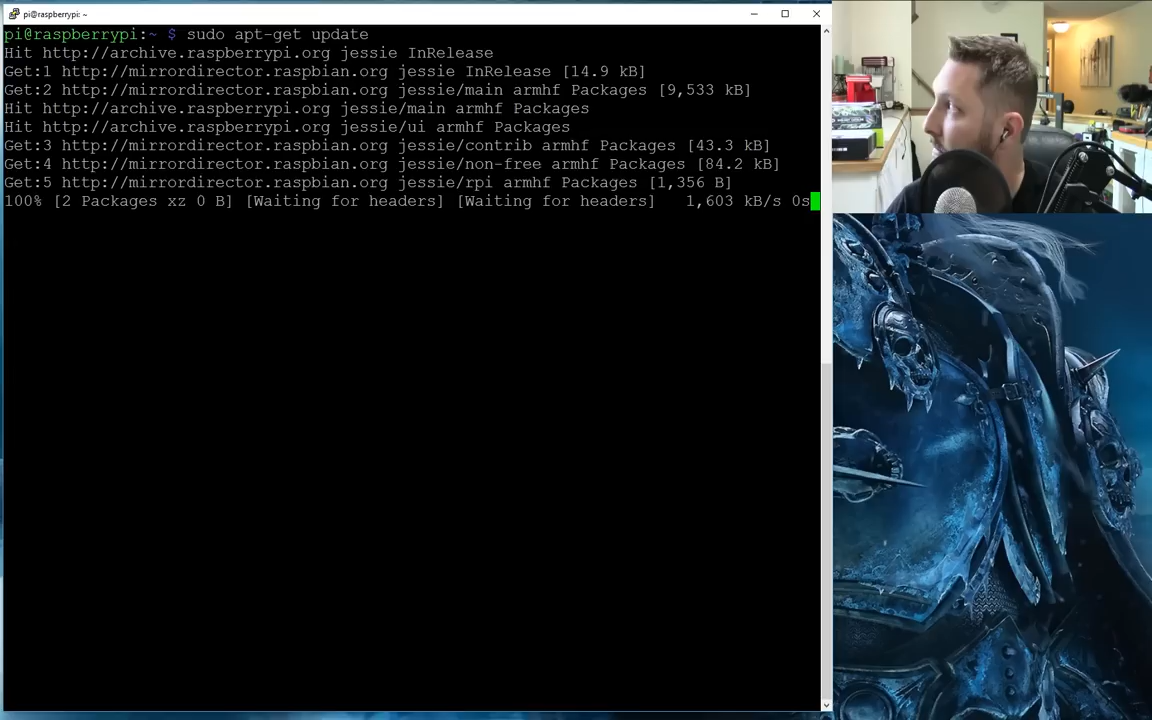 pi@raspberrypi: ~
pi@raspberrypi:~ $ sudo apt-get update
Hit http://archive.raspberrypi.org jessie InRelease
Get:1 http://mirrordirector.raspbian.org jessie InRelease [14.9 kB]
Get:2 http://mirrordirector.raspbian.org jessie/main armhf Packages [9,533 kB]
Hit http://archive.raspberrypi.org jessie/main armhf Packages
Hit http://archive.raspberrypi.org jessie/ui armhf Packages
Get:3 http://mirrordirector.raspbian.org jessie/contrib armhf Packages [43.3 kB]
Get:4 http://mirrordirector.raspbian.org jessie/non-free armhf Packages [84.2 kB]
Get:5 http://mirrordirector.raspbian.org jessie/rpi armhf Packages [1,356 B]
100% [2 Packages xz 0 B] [Waiting for headers] [Waiting for headers] 1,603 kB/s 0s